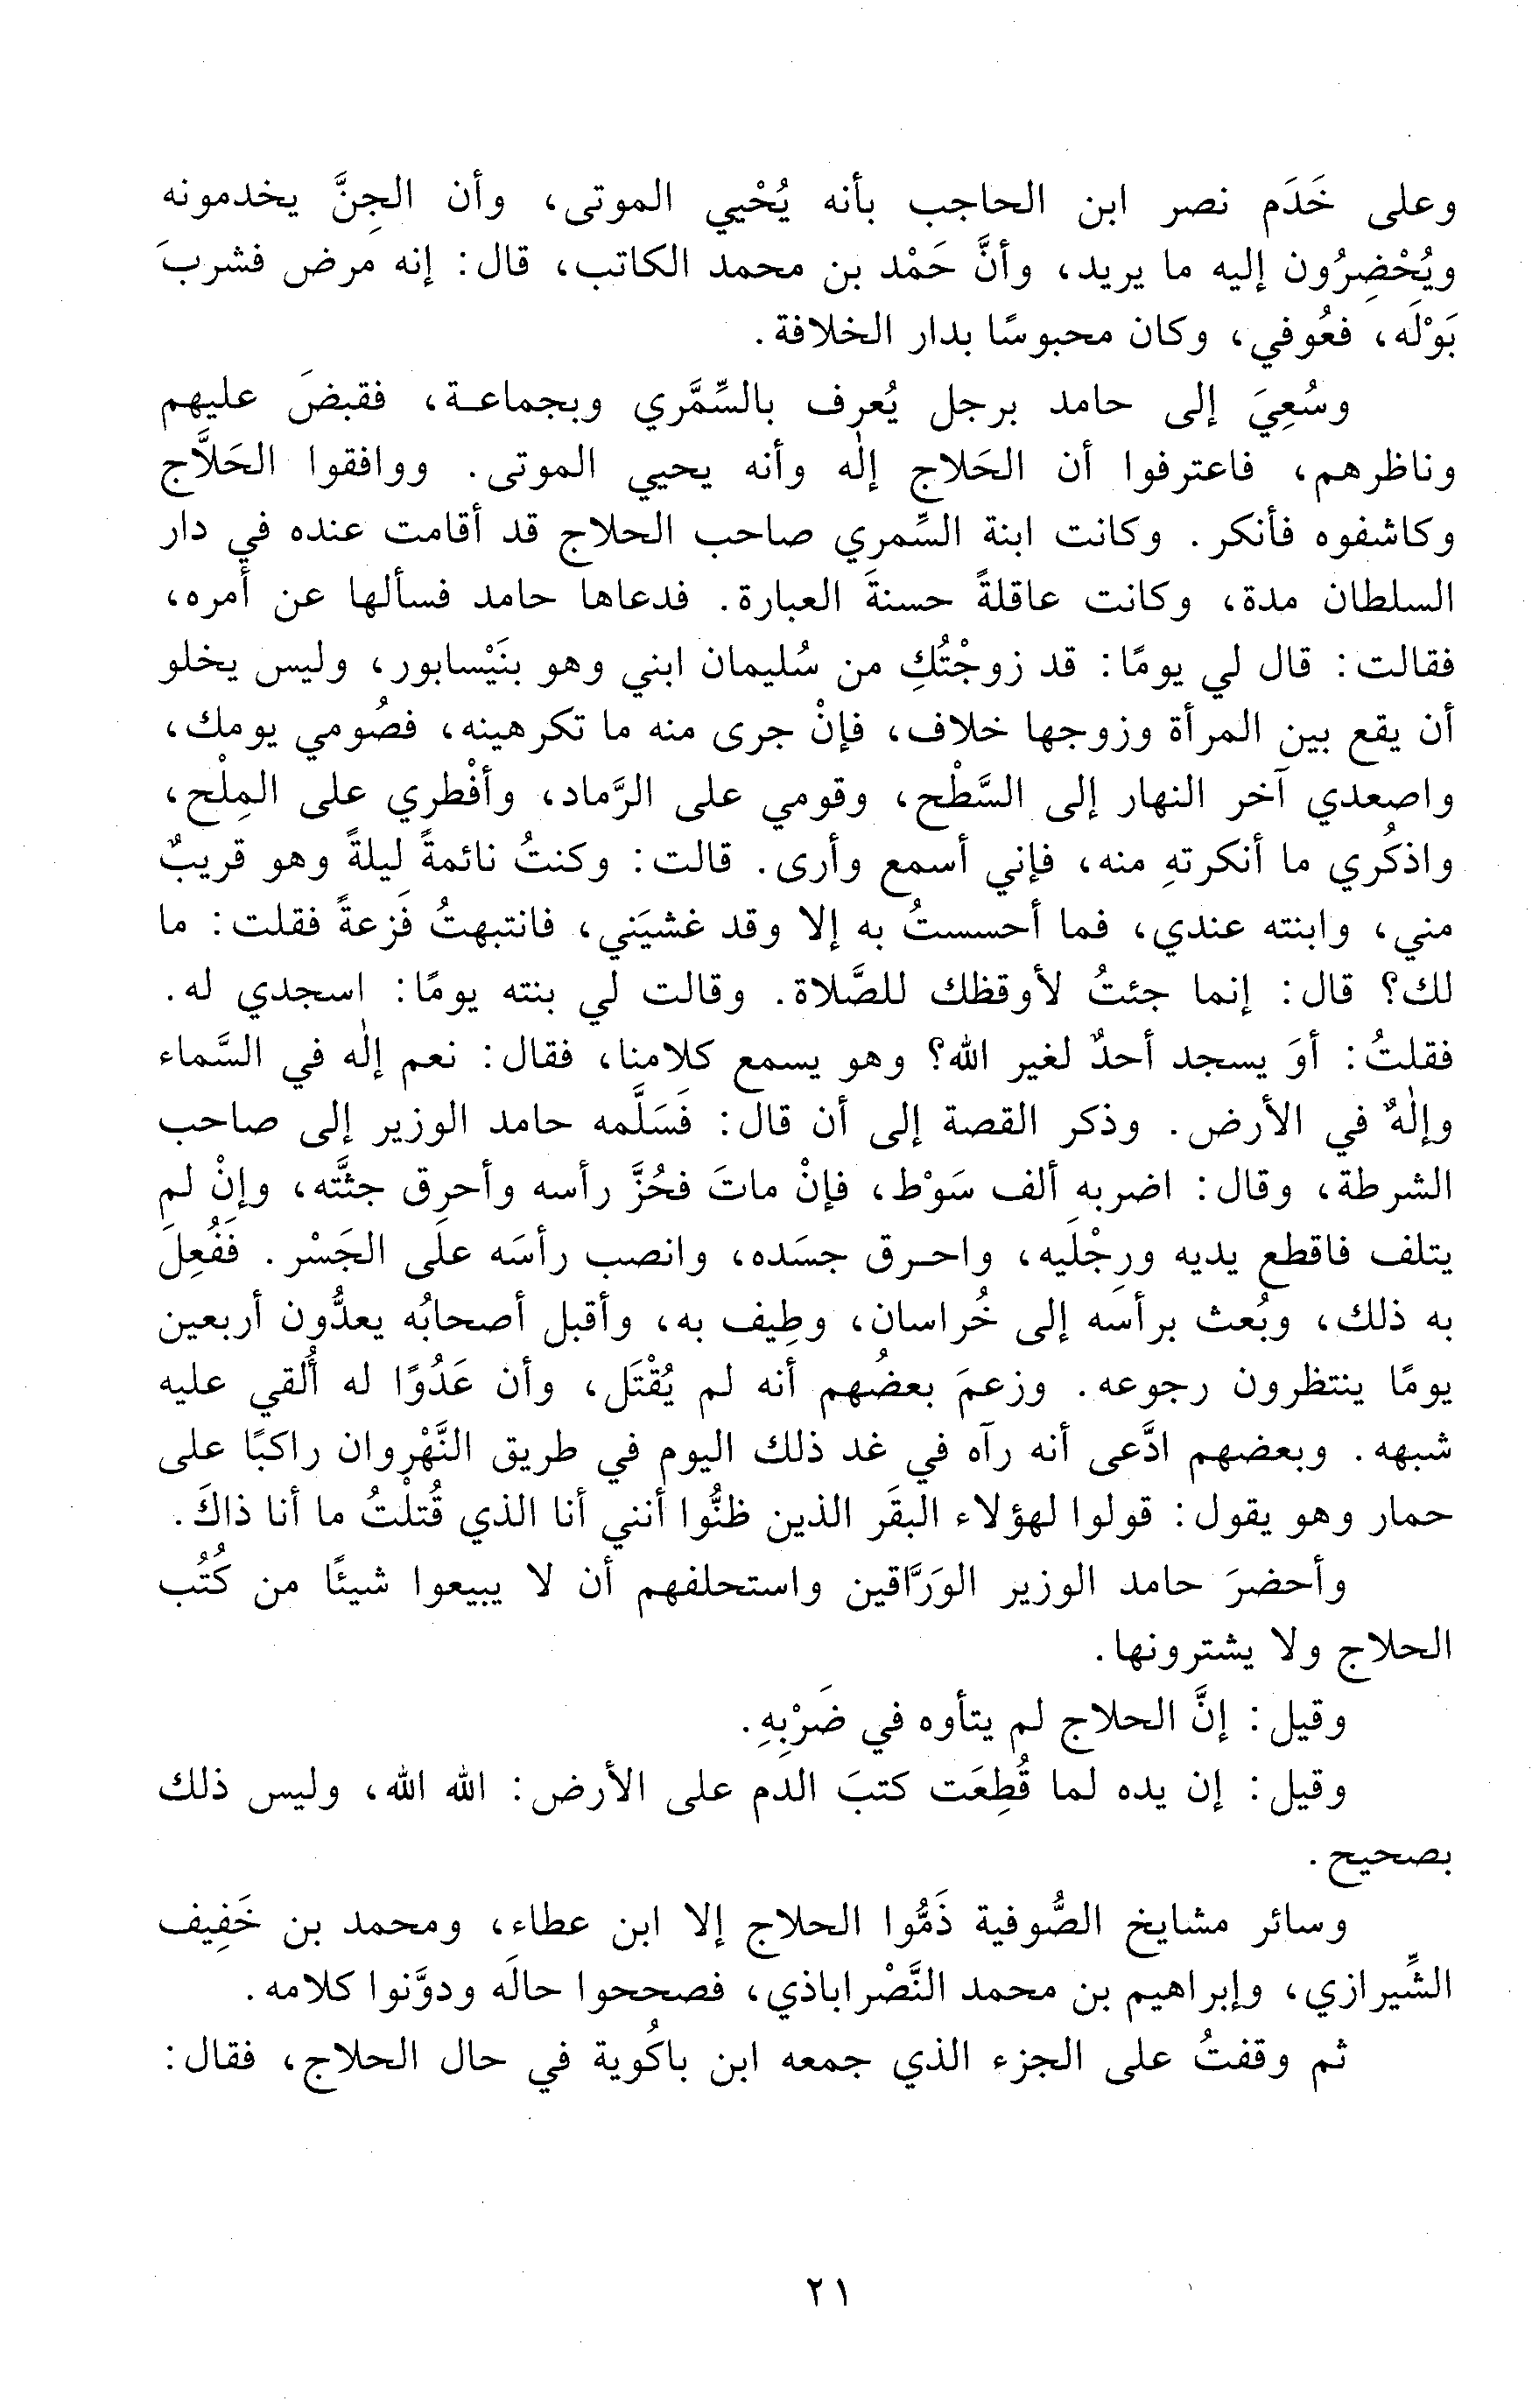 وعلى خَدَم نصر ابن الحاجب بأنه يُحْيي الموتى، وأن الجِنَّ يخدمونه
ويُحْضِرُون إليه ما يريد، وأنَّ حَمْد بن محمد الكاتب، قال: إنه مرض فشربَ
بَوْلَه، فعُوفي، وكان محبوسًا بدار الخلافة.
وسُعِيَ إلى حامد برجل يُعرف بالسِّمَّري وبجماعة، فقبضَ عليهم
وناظرهم، فاعترفوا أن الحَلاج إلٰه وأنه يحيي الموتى. ووافقوا الحَلاَّج
وكاشفوه فأنكر. وكانت ابنة السِّمري صاحب الحلاج قد أقامت عنده في دار
السلطان مدة، وكانت عاقلةً حسنةَ العبارة. فدعاها حامد فسألها عن أمره،
فقالت: قال لي يومًا: قد زوجْتُكِ من سُليمان ابني وهو بنَيْسابور، وليس يخلو
أن يقع بين المرأة وزوجها خلاف، فإنْ جرى منه ما تكرهينه، فصُومي يومك،
واصعدي آخر النهار إلى السَّطْح، وقومي على الرَّماد، وأفْطري على المِلْح،
واذكُري ما أنكرتهِ منه، فإني أسمع وأرى. قالت: وكنتُ نائمةً ليلةً وهو قريبٌ
مني، وابنته عندي، فما أحسستُ به إلا وقد غشيَني، فانتبهتُ فَزعةً فقلت: ما
لك؟ قال: إنما جئتُ لأوقظك للصَّلاة. وقالت لي بنته يومًا: اسجدي له.
فقلتُ: أوَ يسجد أحدٌ لغير الله؟ وهو يسمع كلامنا، فقال: نعم إلٰه في السَّماء
وإلٰهٌ في الأرض. وذكر القصة إلى أن قال: فَسَلَّمه حامد الوزير إلى صاحب
الشرطة، وقال: اضربه ألف سَوْط، فإنْ ماتَ فحُزَّ رأسه وأحرق جثَّته، وإنْ لم
يتلف فاقطع يديه ورِجْلَيه، واحرق جسَده، وانصب رأسَه علَى الجَسْر. فَفُعِلَ
به ذلك، وبُعث برأسه إلى خُراسان، وطِيف به، وأقبل أصحابُه يعدُّون أربعين
يومًا ينتظرون رجوعه. وزعمَ بعضُهم أنه لم يُقْتَل، وأن عَدُوًا له أُلقي عليه
شبهه. وبعضهم ادَّعى أنه رآه في غد ذلك اليوم في طريق النَّهْروان راكبًا على
حمار وهو يقول: قولوا لهؤلاء البقَر الذين ظنُّوا أنني أنا الذي قُتلْتُ ما أنا ذاكَ.
وأحضرَ حامد الوزير الوَرَّاقين واستحلفهم أن لا يبيعوا شيئًا من كُتُب
الحلاج ولا يشترونها.
وقيل: إنَّ الحلاج لم يتأوه في ضَرْبِهِ.
وقيل: إن يده لما قُطِعَت كتبَ الدم على الأرض: الله الله، وليس ذلك
بصحيح.
وسائر مشايخ الصُّوفية ذَمُّوا الحلاج إلا ابن عطاء، ومحمد بن خَفِيف
الشِّيرازي، وإبراهيم بن محمد النَّصْراباذي، فصححوا حالَه ودوَّنوا كلامه.
ثم وقفتُ على الجزء الذي جمعه ابن باكُوية في حال الحلاج، فقال:
٢١